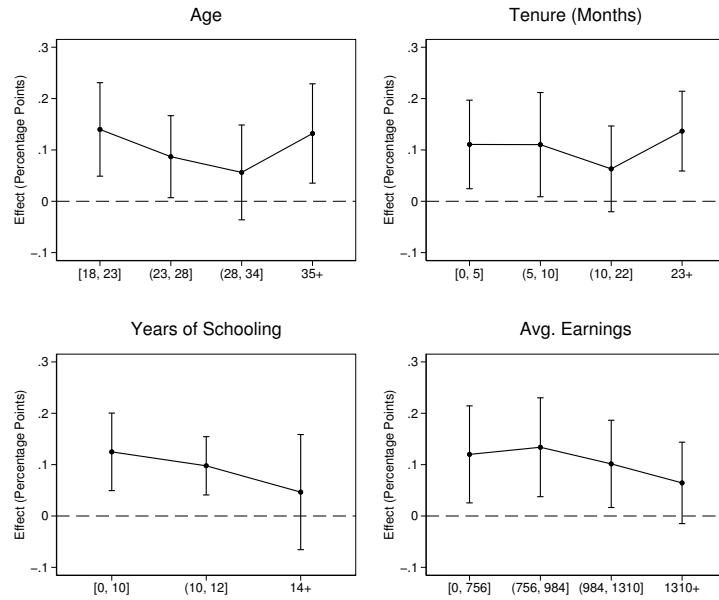 Age
Effect (Percentage Points)
.3
.2
.1
0
-.1
[18, 23] (23, 28] (28, 34] 35+
Tenure (Months)
Effect (Percentage Points)
.3
.2
.1
0
-.1
[0, 5] (5, 10] (10, 22] 23+
Years of Schooling
Effect (Percentage Points)
.3
.2
.1
0
-.1
[0, 10] (10, 12] 14+
Avg. Earnings
Effect (Percentage Points)
.3
.2
.1
0
-.1
[0, 756] (756, 984] (984, 1310] 1310+